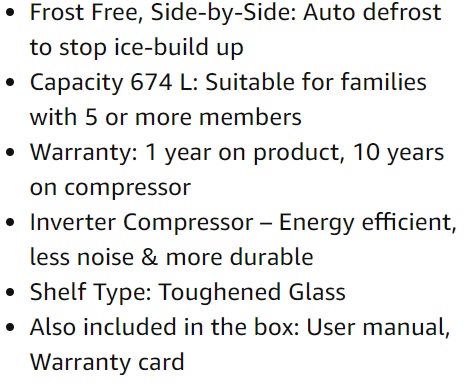 • Frost Free, Side-by-Side: Auto defrost
to stop ice-build up
• Capacity 674 L: Suitable for families
with 5 or more members
• Warranty: 1 year on product, 10 years
on compressor
• Inverter Compressor – Energy efficient,
less noise & more durable
• Shelf Type: Toughened Glass
• Also included in the box: User manual,
Warranty card